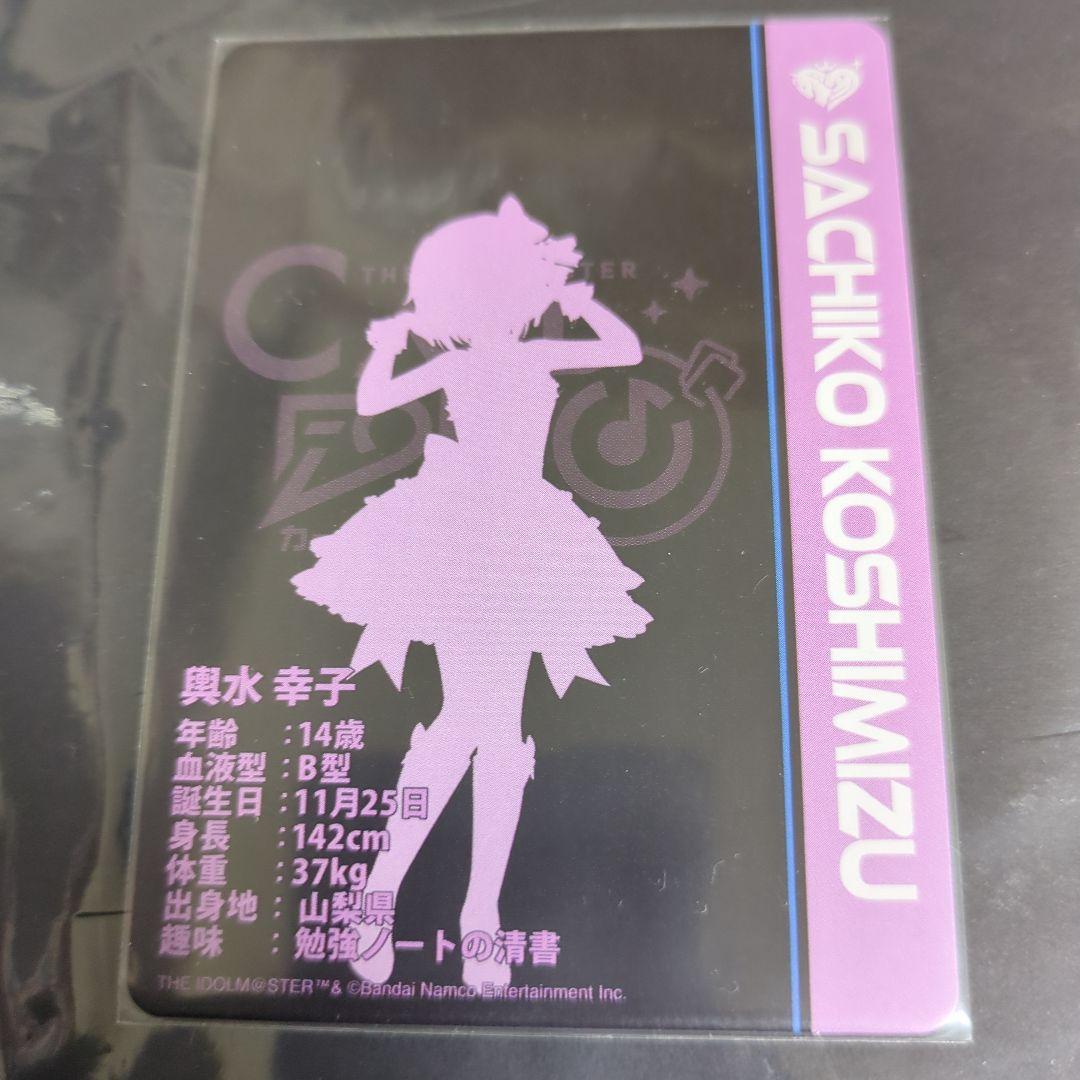 SACHIKO KOSHIMIZU
THE STER
輿水 幸子
年齢 :14歳
血液型 :B型
誕生日 :11月25日
身長 :142cm
体重 :37kg
出身地 : 山梨県
趣味 : 勉強ノートの清書
THE IDOLM@STER™& ©Bandai Namco Entertainment Inc.